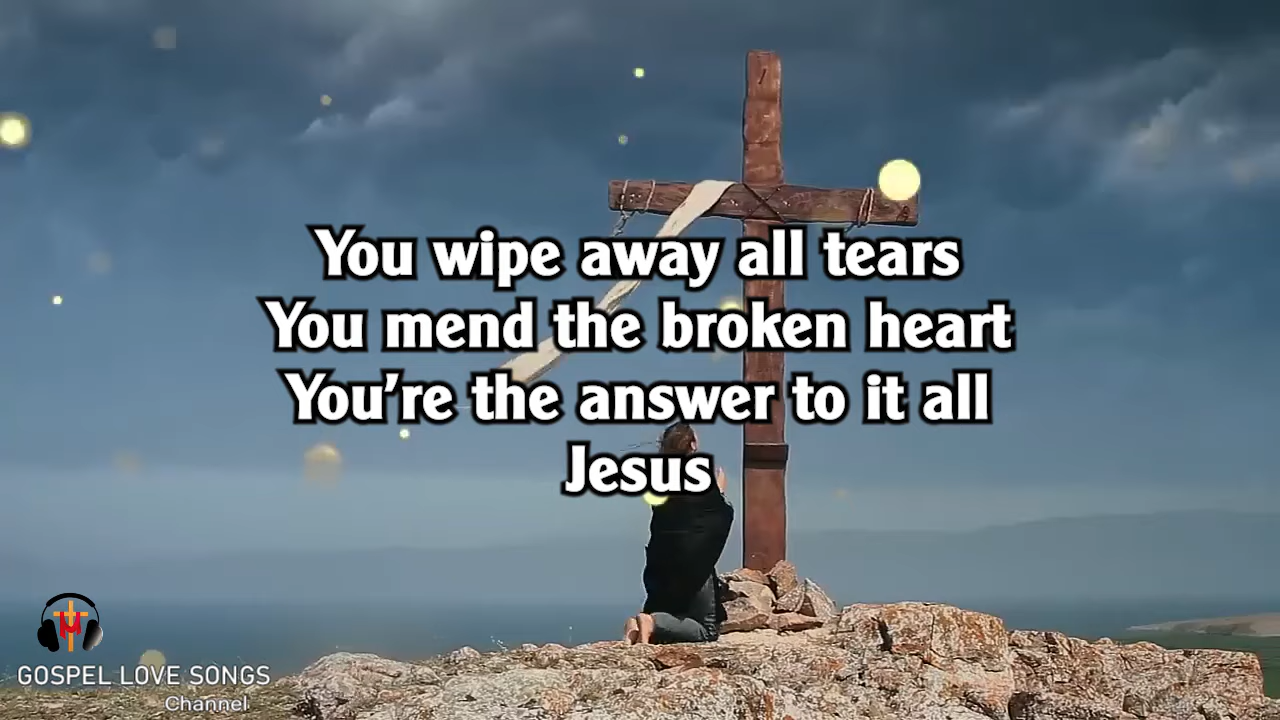 You wipe away all tears
You mend the broken heart
You're the answer to it all
Jesus
GOSPEL LOVE SONGS
Channel